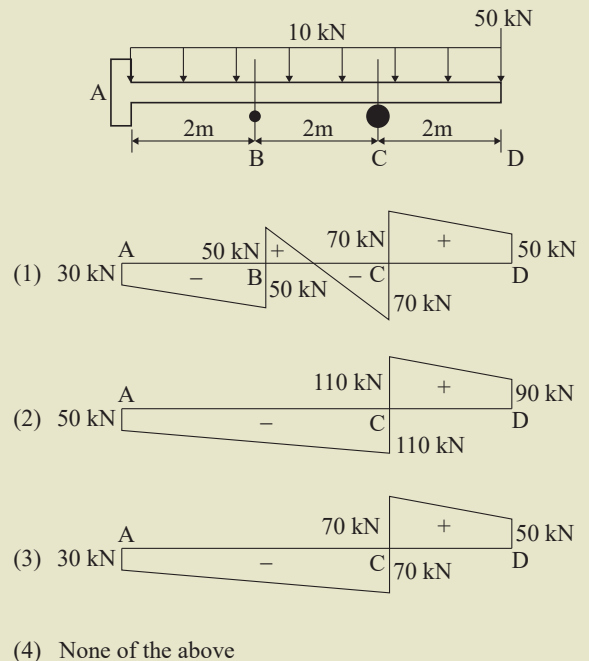 50 kN
10 kN
A
2m 2m 2m
B C D
A
50 kN + 70 kN +
(1) 30 kN – B – C 50 kN
50 kN D
70 kN
A
110 kN + 90 kN
(2) 50 kN – C D
110 kN
A
70 kN + 50 kN
(3) 30 kN – C D
70 kN
(4) None of the above